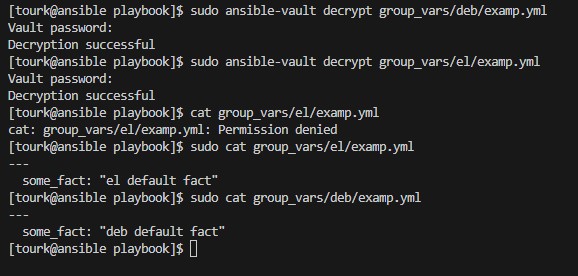 [tourk@ansible playbook]$ sudo ansible-vault decrypt group_vars/deb/examp.yml
Vault password:
Decryption successful
[tourk@ansible playbook]$ sudo ansible-vault decrypt group_vars/el/examp.yml
Vault password:
Decryption successful
[tourk@ansible playbook]$ cat group_vars/el/examp.yml
cat: group_vars/el/examp.yml: Permission denied
[tourk@ansible playbook]$ sudo cat group_vars/el/examp.yml
---
  some_fact: "el default fact"
[tourk@ansible playbook]$ sudo cat group_vars/deb/examp.yml
---
  some_fact: "deb default fact"
[tourk@ansible playbook]$